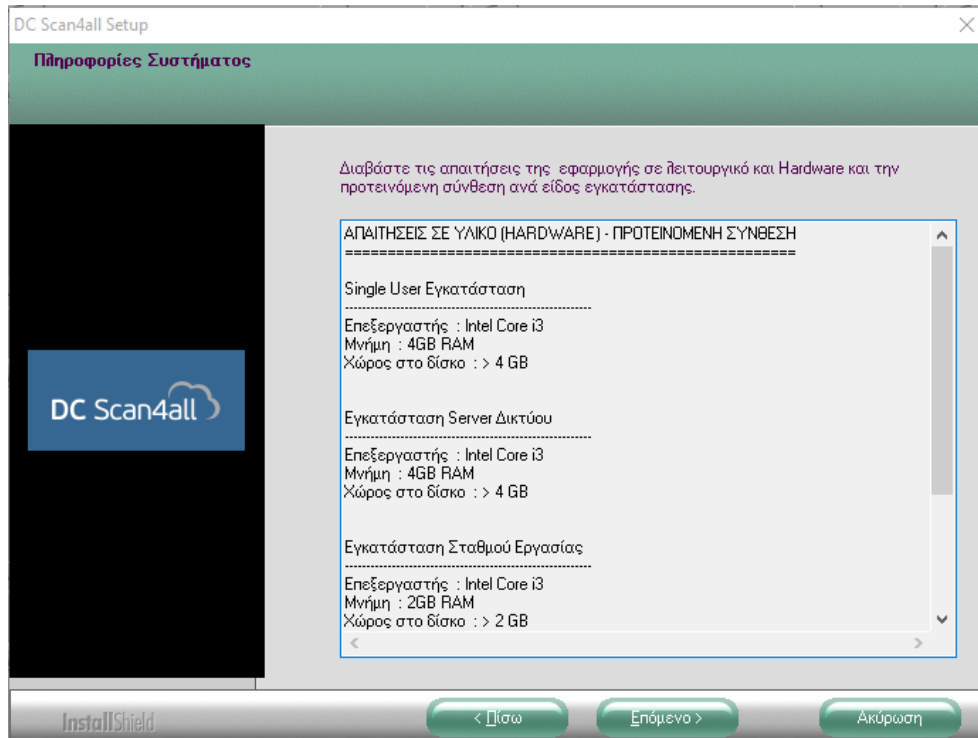 DC Scan4all Setup
Πληροφορίες Συστήματος
Διαβάστε τις απαιτήσεις της εφαρμογής σε λειτουργικό και Hardware και την
προτεινόμενη σύνθεση ανά είδος εγκατάστασης.
ΑΠΑΙΤΗΣΕΙΣ ΣΕ ΥΛΙΚΟ (HARDWARE) - ΠΡΟΤΕΙΝΟΜΕΝΗ ΣΥΝΘΕΣΗ
====================================================
Single User Εγκατάσταση
----------------------------------------------------------
Επεξεργαστής : Intel Core i3
Μνήμη : 4GB RAM
Χώρος στο δίσκο : > 4 GB
Εγκατάσταση Server Δικτύου
----------------------------------------------------------
Επεξεργαστής : Intel Core i3
Μνήμη : 4GB RAM
Χώρος στο δίσκο : > 4 GB
Εγκατάσταση Σταθμού Εργασίας
----------------------------------------------------------
Επεξεργαστής : Intel Core i3
Μνήμη : 2GB RAM
Χώρος στο δίσκο : > 2 GB
DC Scan4all
InstallShield
< Πίσω
Επόμενο >
Ακύρωση